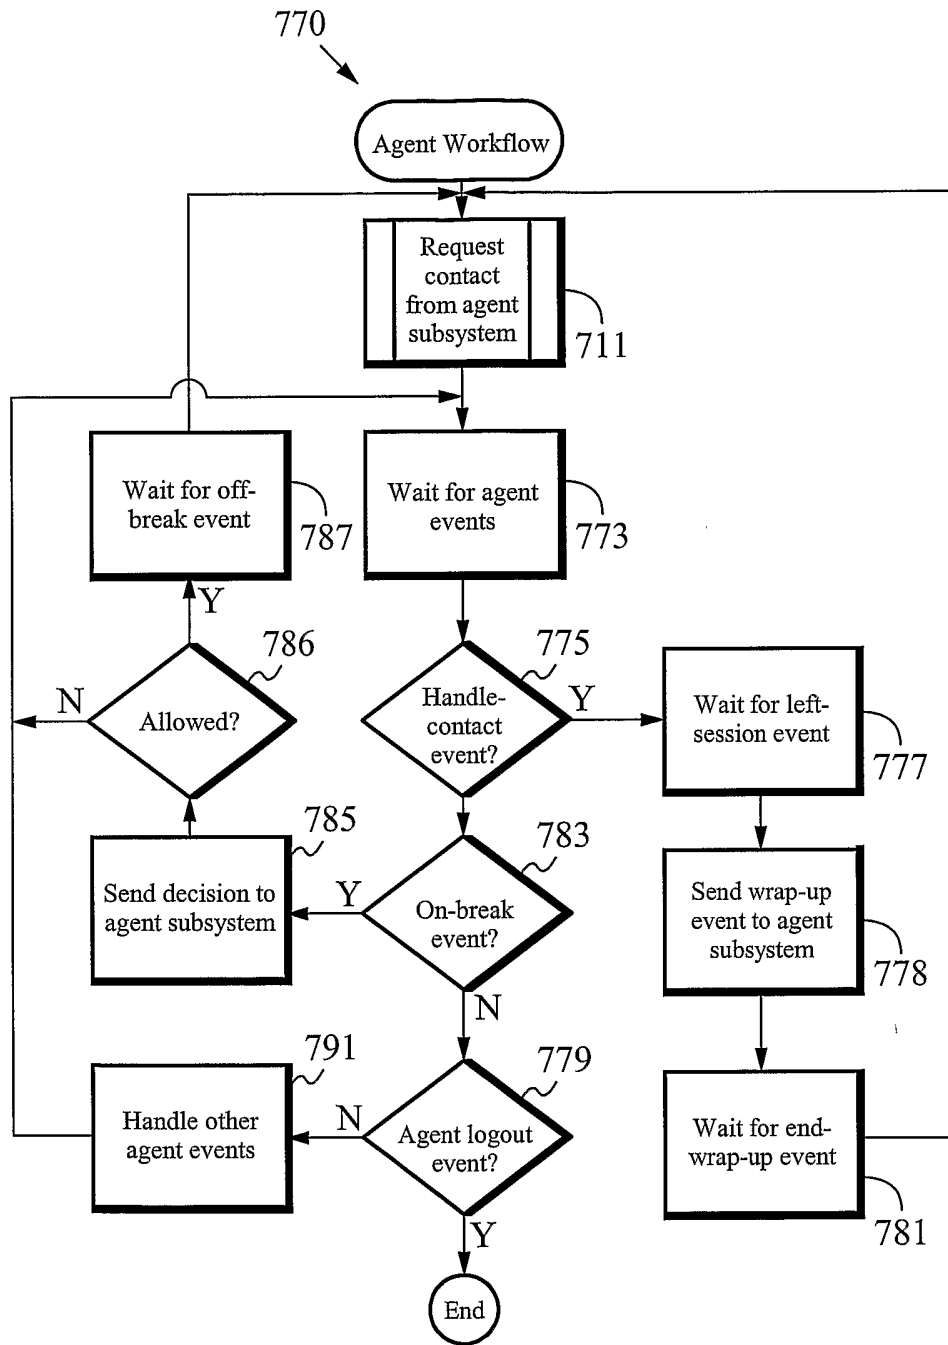 770
Agent Workflow
Request
contact
from agent
subsystem
711
Wait for off-
break event
787
Wait for agent
events
773
Y
786
Allowed?
N
775
Handle-
contact
event?
Y
Wait for left-
session event
777
785
Send decision to
agent subsystem
Y
783
On-break
event?
N
Send wrap-up
event to agent
subsystem
778
791
Handle other
agent events
N
779
Agent logout
event?
Y
Wait for end-
wrap-up event
781
End